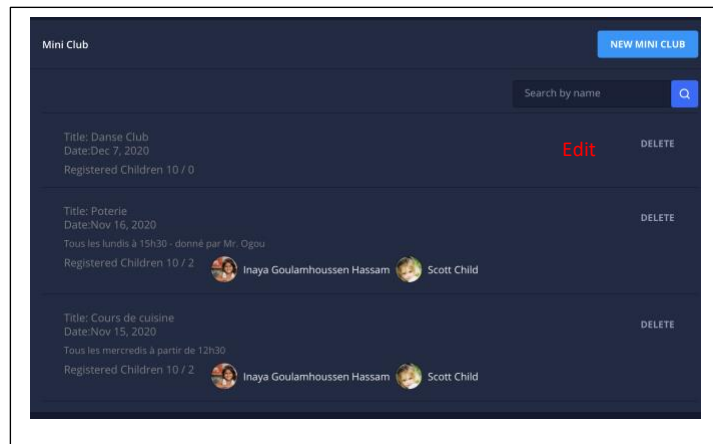 Mini Club
NEW MINI CLUB
Search by name
Title: Danse Club
Date:Dec 7, 2020
Edit
DELETE
Registered Children 10 / 0
Title: Poterie
Date:Nov 16, 2020
DELETE
Tous les lundis à 15h30 - donné par Mr. Ogou
Registered Children 10 / 2 Inaya Goulamhoussen Hassam Scott Child
Title: Cours de cuisine
Date:Nov 15, 2020
DELETE
Tous les mercredis à partir de 12h30
Registered Children 10 / 2 Inaya Goulamhoussen Hassam Scott Child